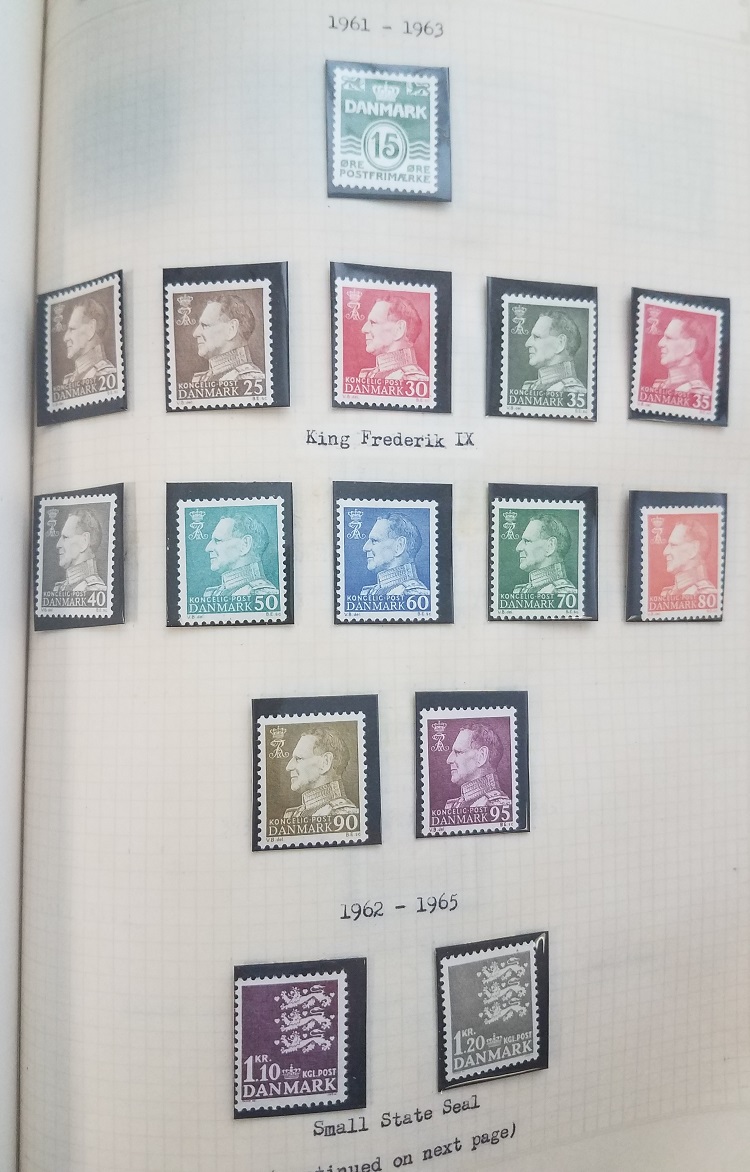 1961 - 1963
DANMARK
15
ØRE ØRE
POSTFRIMÆRKE
KONGELIG·POST
DANMARK 20
KONGELIG·POST
DANMARK 25
KONGELIG·POST
DANMARK 30
KONGELIG·POST
DANMARK 35
KONGELIG·POST
DANMARK 35
King Frederik IX
KONGELIG·POST
DANMARK 40
KONGELIG·POST
DANMARK 50
KONGELIG·POST
DANMARK 60
KONGELIG·POST
DANMARK 70
KONGELIG·POST
DANMARK 80
KONGELIG·POST
DANMARK 90
V.B. del. B.E. sc.
KONGELIG·POST
DANMARK 95
V.B. del. B.E. sc.
1962 - 1965
KR.
1.10 KGL.POST
DANMARK
KR.
1.20 KGL.POST
DANMARK
Small State Seal
on next page)